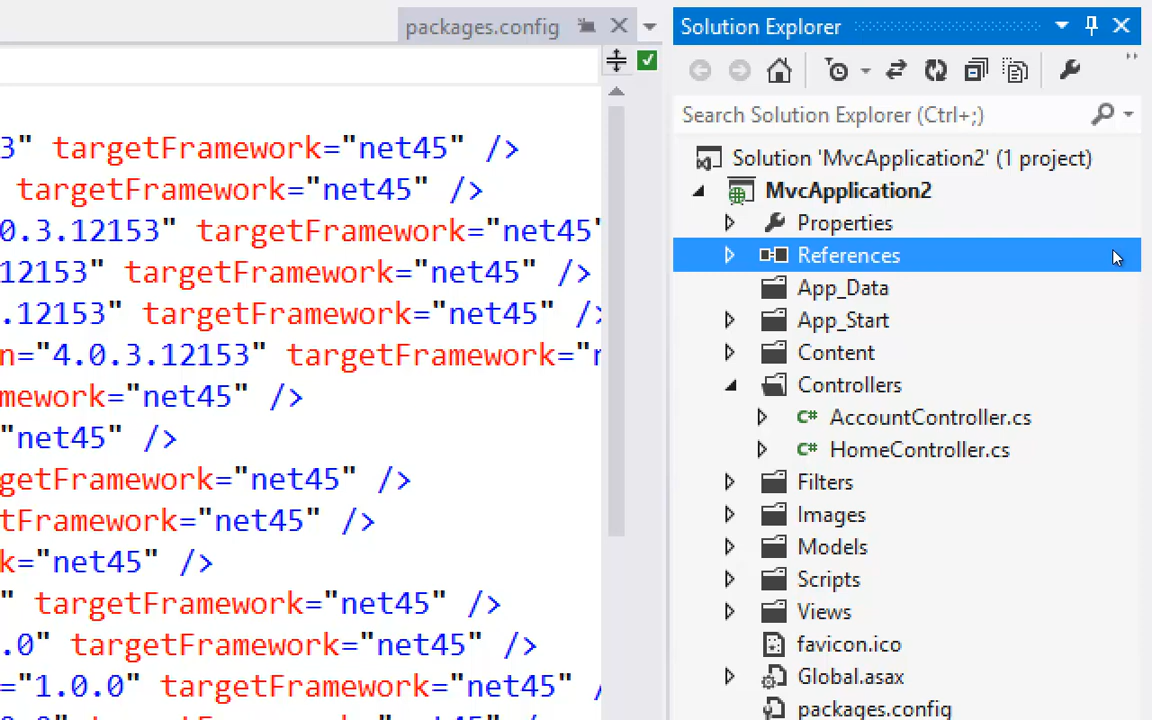 packages.config
3" targetFramework="net45" />
targetFramework="net45" />
0.3.12153" targetFramework="net45"
12153" targetFramework="net45" />
.12153" targetFramework="net45" />
n="4.0.3.12153" targetFramework="n
mework="net45" />
"net45" />
getFramework="net45" />
tFramework="net45" />
k="net45" />
" targetFramework="net45" />
.0" targetFramework="net45" />
="1.0.0" targetFramework="net45" /
Solution Explorer
Search Solution Explorer (Ctrl+;)
Solution 'MvcApplication2' (1 project)
MvcApplication2
Properties
References
App_Data
App_Start
Content
Controllers
C# AccountController.cs
C# HomeController.cs
Filters
Images
Models
Scripts
Views
favicon.ico
Global.asax
packages.config